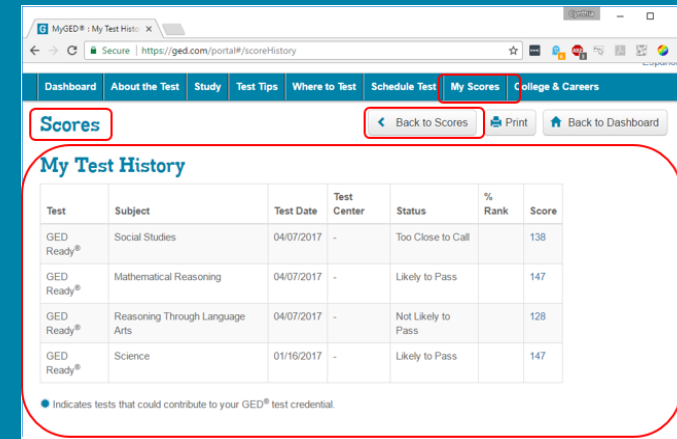 Cynthia
MyGED® : My Test Histo
Secure | https://ged.com/portal#/scoreHistory
Dashboard About the Test Study Test Tips Where to Test Schedule Test My Scores College & Careers
Scores
Back to Scores Print Back to Dashboard
My Test History
Test Subject Test Date Test Center Status % Rank Score
GED Ready® Social Studies 04/07/2017 - Too Close to Call 138
GED Ready® Mathematical Reasoning 04/07/2017 - Likely to Pass 147
GED Ready® Reasoning Through Language Arts 04/07/2017 - Not Likely to Pass 128
GED Ready® Science 01/16/2017 - Likely to Pass 147
Indicates tests that could contribute to your GED® test credential.